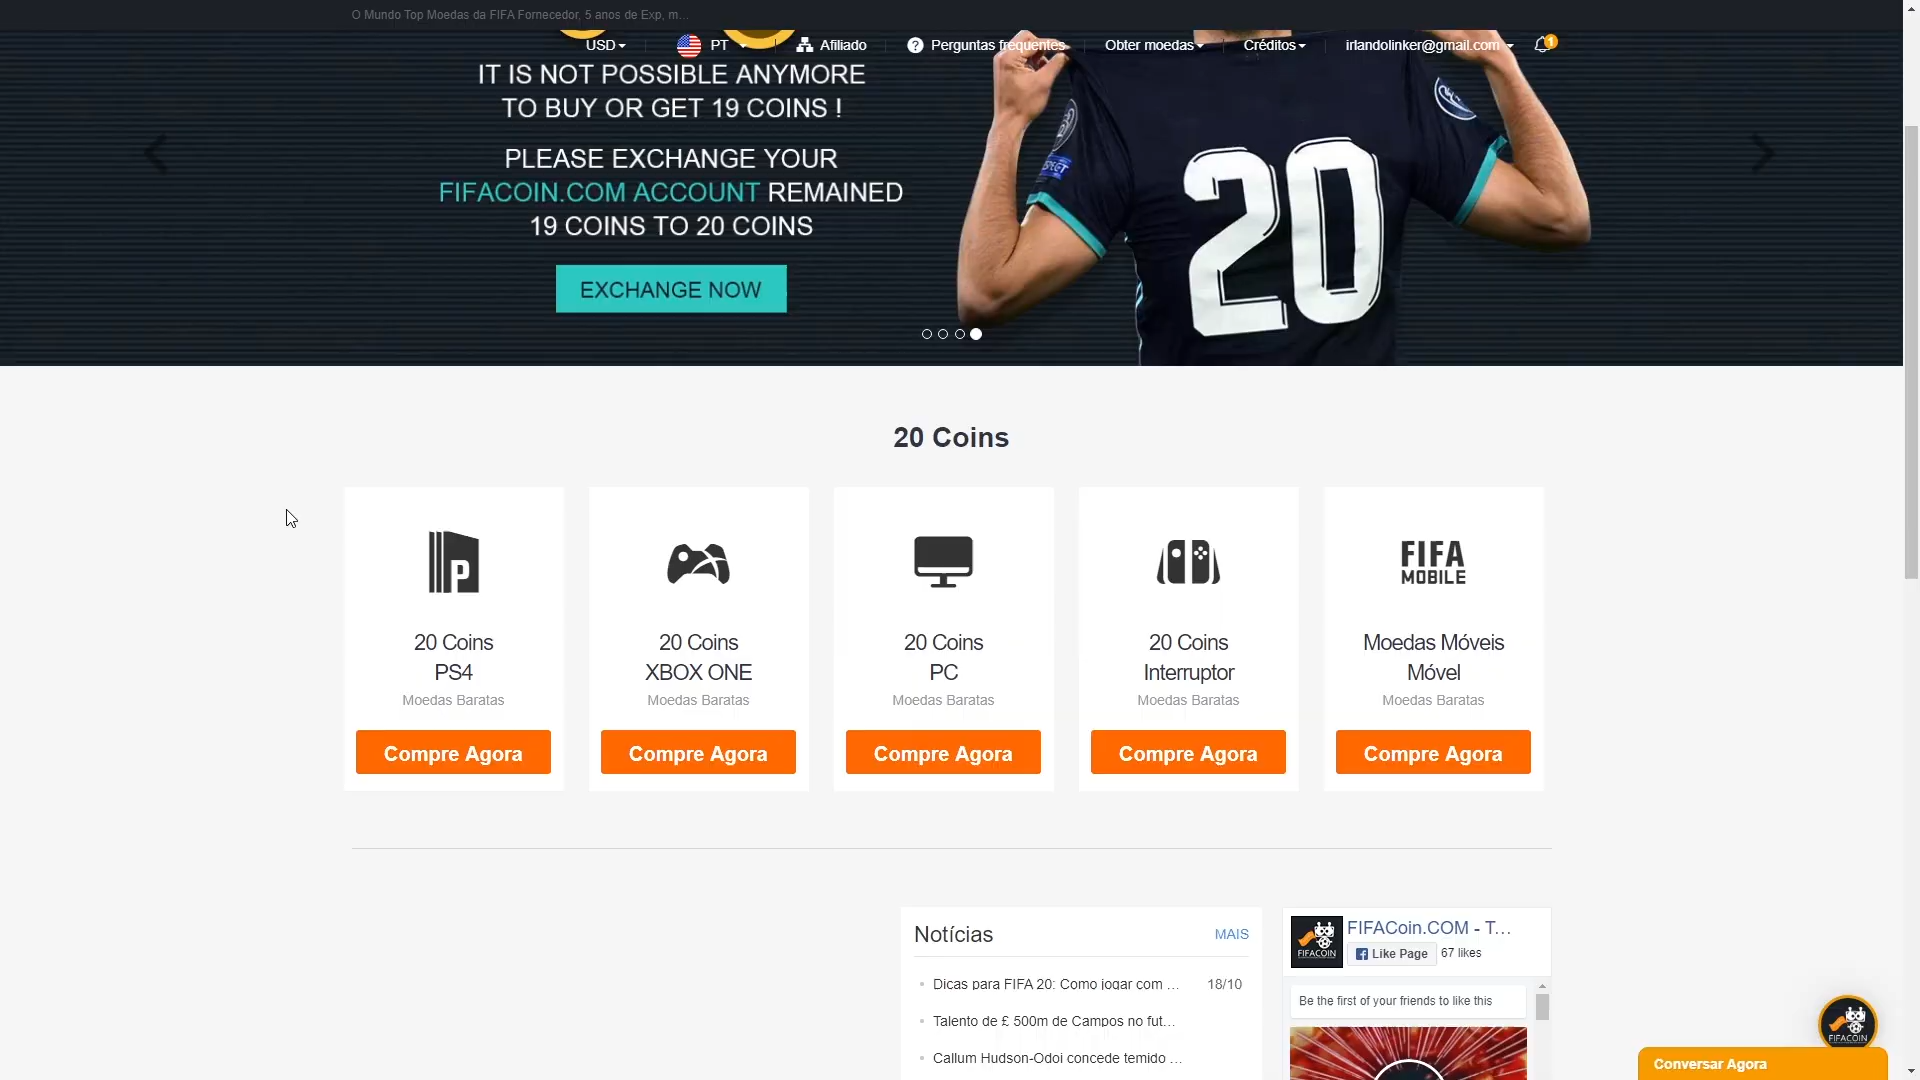 O Mundo Top Moedas da FIFA Fornecedor, 5 anos de Exp, m...
USD
PT
Afiliado
Perguntas frequentes
Obter moedas
Créditos
irlandolinker@gmail.com
1
IT IS NOT POSSIBLE ANYMORE
TO BUY OR GET 19 COINS !
PLEASE EXCHANGE YOUR
FIFACOIN.COM ACCOUNT REMAINED
19 COINS TO 20 COINS
EXCHANGE NOW
20
20 Coins
20 Coins
PS4
Moedas Baratas
Compre Agora
20 Coins
XBOX ONE
Moedas Baratas
Compre Agora
20 Coins
PC
Moedas Baratas
Compre Agora
20 Coins
Interruptor
Moedas Baratas
Compre Agora
FIFA
MOBILE
Moedas Móveis
Móvel
Moedas Baratas
Compre Agora
Notícias
MAIS
Dicas para FIFA 20: Como jogar com ...
18/10
Talento de £ 500m de Campos no fut...
Callum Hudson-Odoi concede temido ...
FIFACOIN
FIFACoin.COM - T...
Like Page
67 likes
Be the first of your friends to like this
FIFACOIN
Conversar Agora